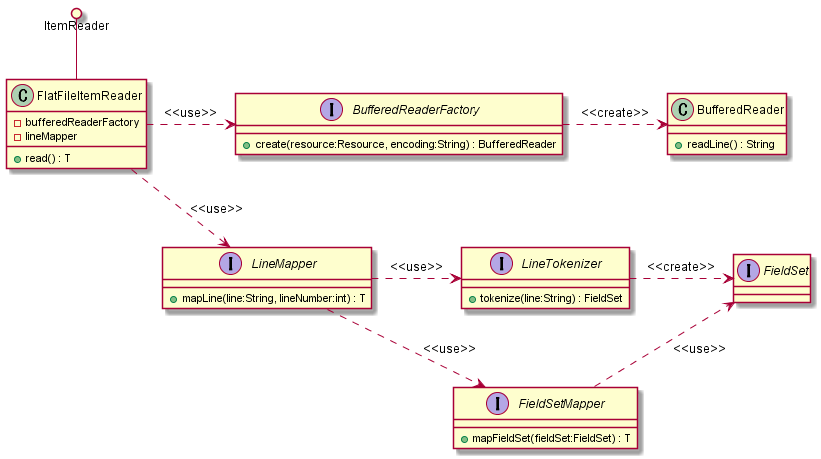 ItemReader
C FlatFileItemReader
bufferedReaderFactory
lineMapper
read() : T
<<use>>
I BufferedReaderFactory
create(resource:Resource, encoding:String) : BufferedReader
<<create>>
C BufferedReader
readLine() : String
<<use>>
I LineMapper
mapLine(line:String, lineNumber:int) : T
<<use>>
I LineTokenizer
tokenize(line:String) : FieldSet
<<create>>
I FieldSet
<<use>>
<<use>>
I FieldSetMapper
mapFieldSet(fieldSet:FieldSet) : T